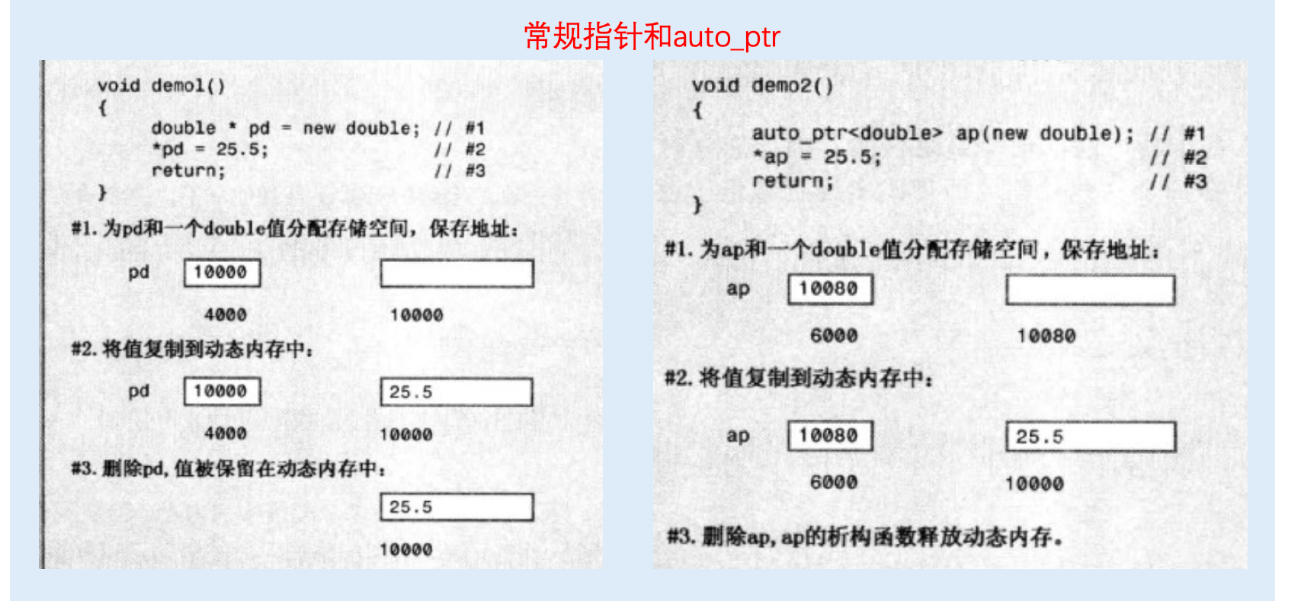 常规指针和auto_ptr
void demo1()
{
double * pd = new double; // #1
*pd = 25.5; // #2
return; // #3
}
#1.为pd和一个double值分配存储空间，保存地址：
pd 10000
4000 10000
#2.将值复制到动态内存中：
pd 10000 25.5
4000 10000
#3.删除pd,值被保留在动态内存中：
25.5
10000
void demo2()
{
auto_ptr<double> ap(new double); // #1
*ap = 25.5; // #2
return; // #3
}
#1.为ap和一个double值分配存储空间，保存地址：
ap 10080
6000 10080
#2.将值复制到动态内存中：
ap 10080 25.5
6000 10000
#3.删除ap,ap的析构函数释放动态内存。